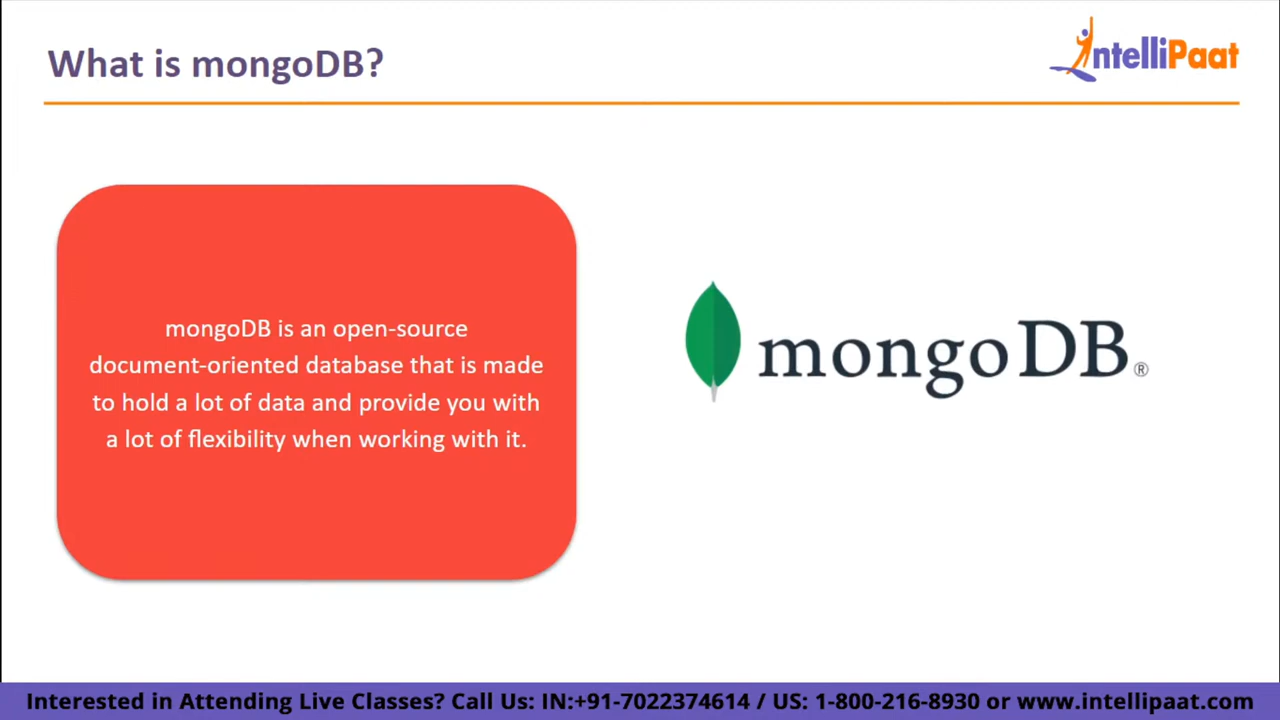 What is mongoDB?
IntelliPaat
mongoDB is an open-source
document-oriented database that is made
to hold a lot of data and provide you with
a lot of flexibility when working with it.
mongoDB®
Interested in Attending Live Classes? Call Us: IN:+91-7022374614 / US: 1-800-216-8930 or www.intellipaat.com